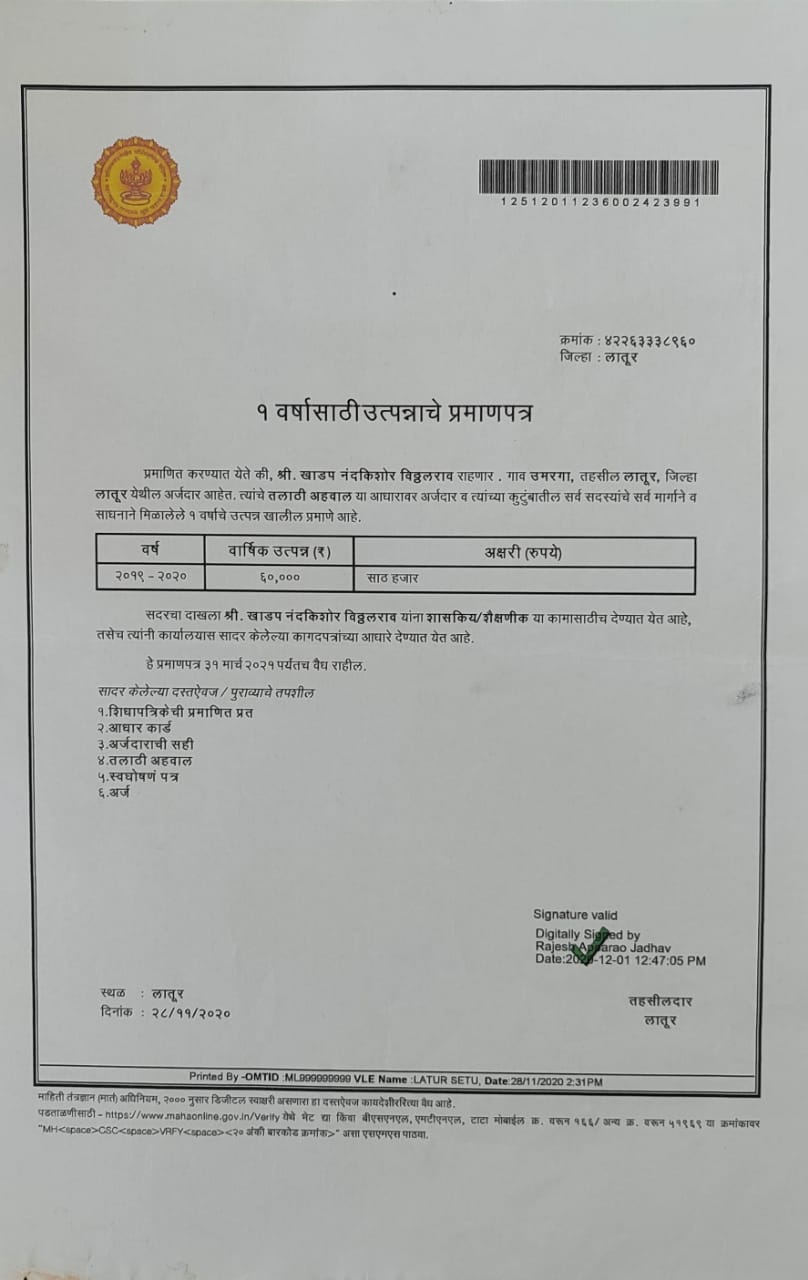 12512011236002423991
क्रमांक : ४२२६३३३८९६०
जिल्हा : लातूर
१ वर्षासाठी उत्पन्नाचे प्रमाणपत्र
प्रमाणित करण्यात येते की, श्री. खाडप नंदकिशोर विठ्ठलराव राहणार . गाव उमरगा, तहसील लातूर, जिल्हा
लातूर येथील अर्जदार आहेत. त्यांचे तलाठी अहवाल या आधारावर अर्जदार व त्यांच्या कुटुंबातील सर्व सदस्यांचे सर्व मार्गाने व
साधनाने मिळालेले १ वर्षाचे उत्पन्न खालील प्रमाणे आहे.
वर्ष वार्षिक उत्पन्न (₹) अक्षरी (रुपये)
२०१९ - २०२० ६०,००० साठ हजार
सदरचा दाखला श्री. खाडप नंदकिशोर विठ्ठलराव यांना शासकिय/शैक्षणीक या कामासाठीच देण्यात येत आहे,
तसेच त्यांनी कार्यालयास सादर केलेल्या कागदपत्रांच्या आधारे देण्यात येत आहे.
हे प्रमाणपत्र ३१ मार्च २०२१ पर्यंतच वैध राहील.
सादर केलेल्या दस्तऐवज / पुराव्याचे तपशील
१.शिधापत्रिकेची प्रमाणित प्रत
२.आधार कार्ड
३.अर्जदाराची सही
४.तलाठी अहवाल
५.स्वघोषणं पत्र
६.अर्ज
Signature valid
Digitally Signed by
Rajesh Apparao Jadhav
Date:2020-12-01 12:47:05 PM
स्थळ : लातूर
दिनांक : २८/११/२०२०
तहसीलदार
लातूर
Printed By -OMTID :ML999999999 VLE Name :LATUR SETU, Date:28/11/2020 2:31PM
माहिती तंत्रज्ञान (मातं) अधिनियम, २००० नुसार डिजीटल स्वाक्षरी असणारा हा दस्तऐवज कायदेशीररित्या वैध आहे.
पडताळणीसाठी - https://www.mahaonline.gov.in/Verify येथे भेट द्या किंवा बीएसएनएल, एमटीएनएल, टाटा मोबाईल क्र. वरून १६६/ अन्य क्र. वरून ५१९६९ या क्रमांकावर
"MH<space>CSC<space>VRFY<space><२० अंकी बारकोड क्रमांक>" असा एसएमएस पाठवा.